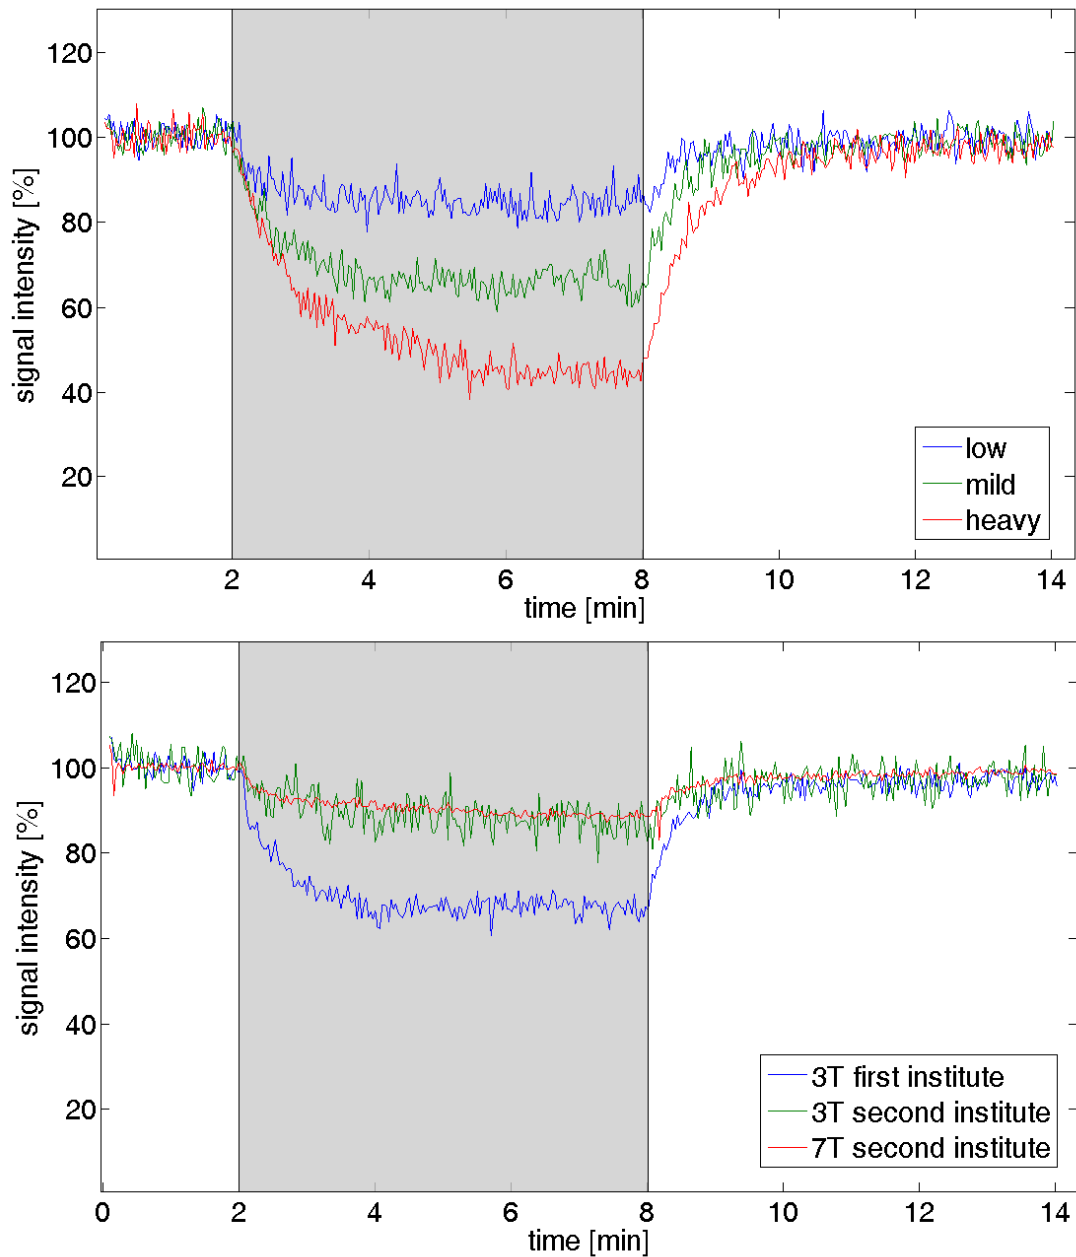 120
100
80
60
40
20
signal intensity [%]
low
mild
heavy
2 4 6 8 10 12 14
time [min]
120
100
80
60
40
20
signal intensity [%]
3T first institute
3T second institute
7T second institute
0 2 4 6 8 10 12 14
time [min]